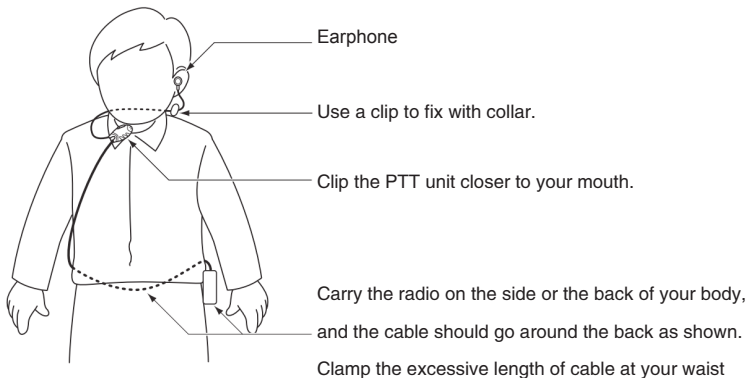 Earphone
Use a clip to fix with collar.
Clip the PTT unit closer to your mouth.
Carry the radio on the side or the back of your body,
and the cable should go around the back as shown.
Clamp the excessive length of cable at your waist